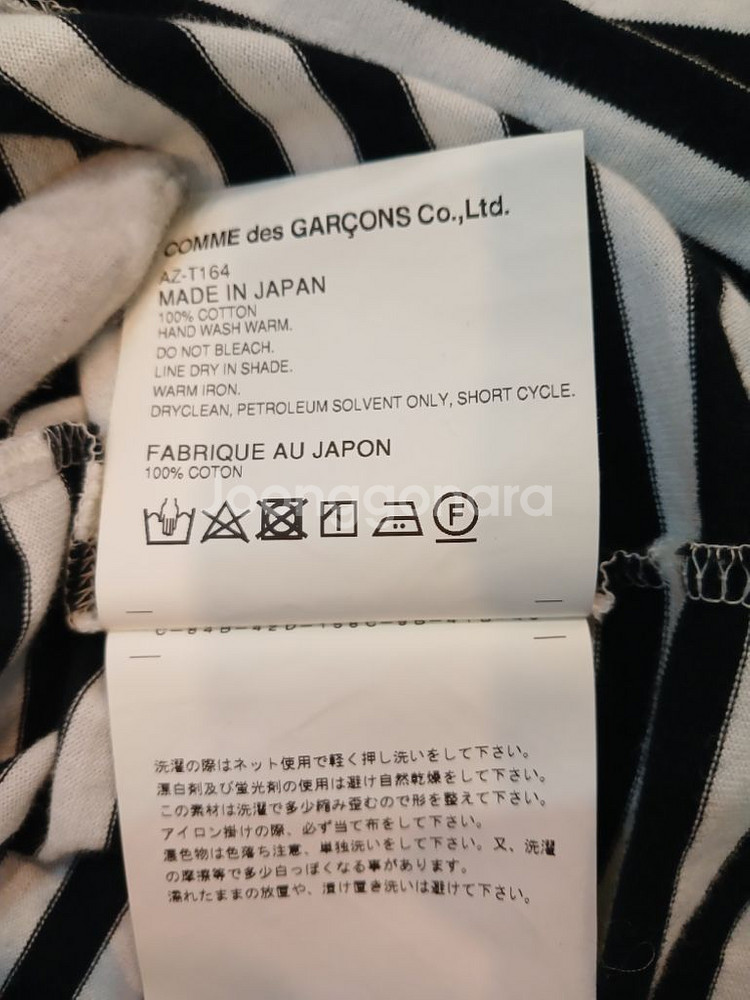 COMME des GARÇONS Co.,Ltd.
AZ-T164
MADE IN JAPAN
100% COTTON
HAND WASH WARM.
DO NOT BLEACH.
LINE DRY IN SHADE.
WARM IRON.
DRYCLEAN, PETROLEUM SOLVENT ONLY, SHORT CYCLE.
FABRIQUE AU JAPON
100% COTON
Joonggonara
F
洗濯の際はネット使用で軽く押し洗いをして下さい。
漂白剤及び蛍光剤の使用は避け自然乾燥をして下さい。
この素材は洗濯で多少縮み歪むので形を整えて下さい。
アイロン掛けの際、必ず当て布をして下さい。
濃色物は色落ち注意、単独洗いをして下さい。又、洗濯
の摩擦等で多少白っぽくなる事があります。
濡れたままの放置や、漬け置き洗いは避けて下さい。